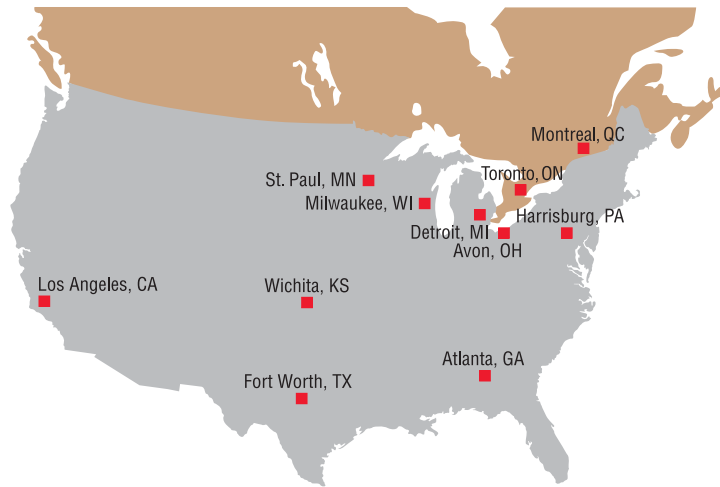 Montreal, QC
Toronto, ON
St. Paul, MN
Milwaukee, WI
Harrisburg, PA
Detroit, MI
Avon, OH
Los Angeles, CA
Wichita, KS
Atlanta, GA
Fort Worth, TX